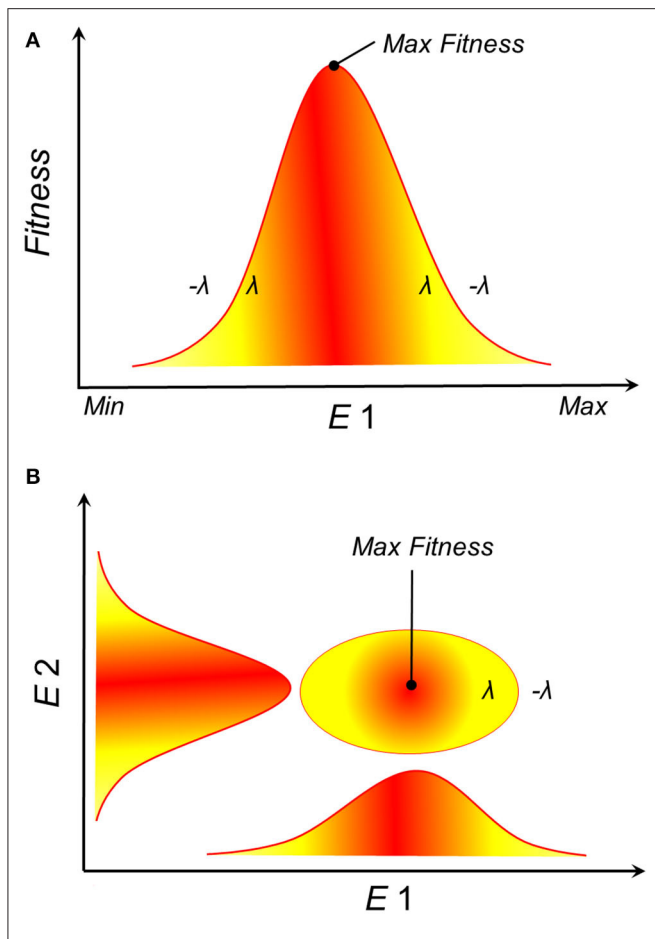 A
Max Fitness
Fitness
-λ λ λ -λ
Min E 1 Max
B
Max Fitness
E 2
λ -λ
E 1